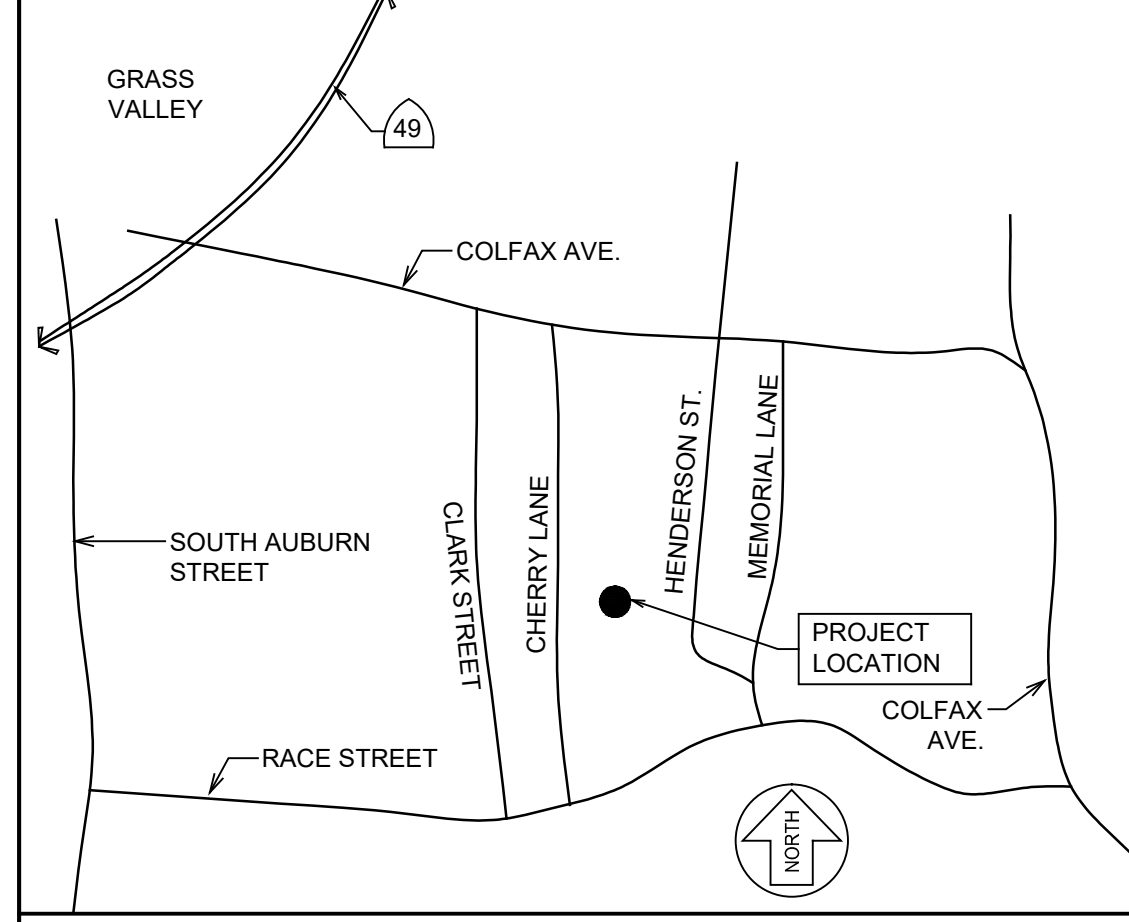 GRASS
VALLEY
49
COLFAX AVE.
HENDERSON ST.
MEMORIAL LANE
CLARK STREET
CHERRY LANE
SOUTH AUBURN
STREET
PROJECT
LOCATION
COLFAX
AVE.
RACE STREET
NORTH